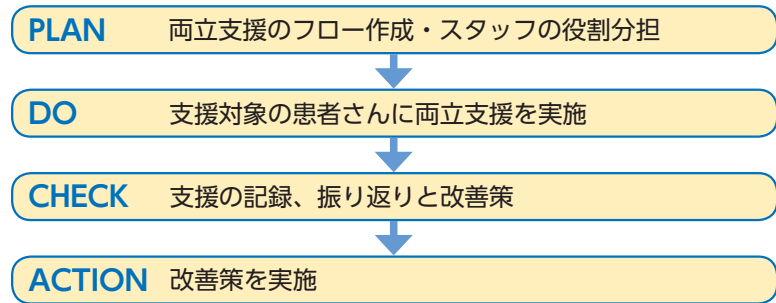 PLAN 両立支援のフロー作成・スタッフの役割分担
DO 支援対象の患者さんに両立支援を実施
CHECK 支援の記録、振り返りと改善策
ACTION 改善策を実施